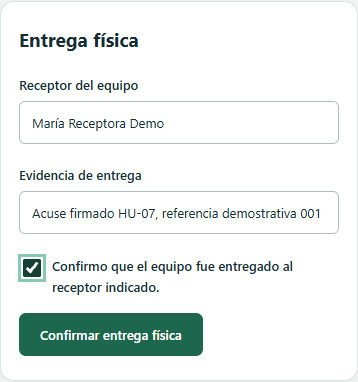 Entrega física
Receptor del equipo
María Receptora Demo
Evidencia de entrega
Acuse firmado HU-07, referencia demostrativa 001
Confirmo que el equipo fue entregado al
receptor indicado.
Confirmar entrega física